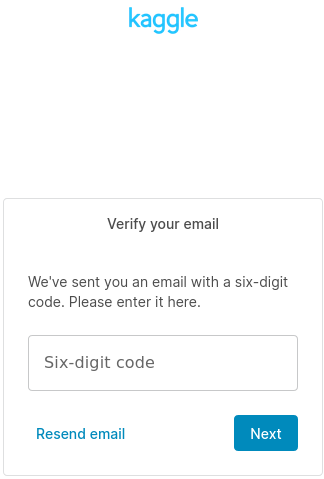 kaggle
Verify your email
We've sent you an email with a six-digit
code. Please enter it here.
Six-digit code
Resend email
Next